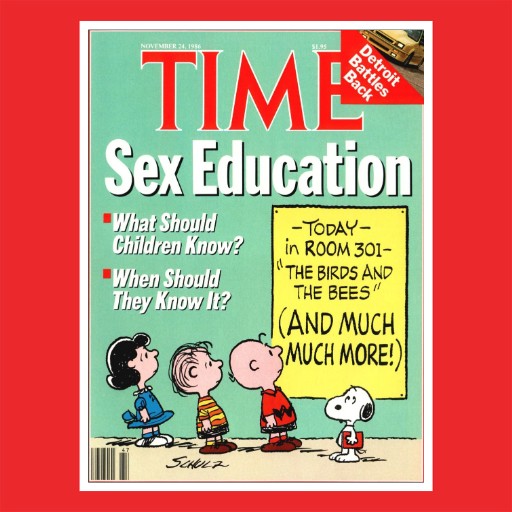 NOVEMBER 24, 1986 $1.95
TIME
Detroit
Battles
Back
Sex Education
What Should
Children Know?
When Should
They Know It?
-TODAY-
in ROOM 301-
"THE BIRDS AND
THE BEES"
(AND MUCH
MUCH MORE!)
SCHULZ
47